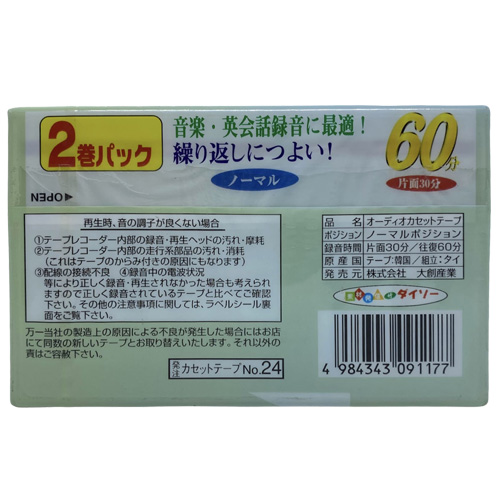 2巻パック
音楽・英会話録音に最適!
繰り返しにつよい!
ノーマル
60分
片面30分
OPEN▶
再生時、音の調子が良くない場合
①テープレコーダー内部の録音・再生ヘッドの汚れ・摩耗
②テープレコーダー内部の走行系部品の汚れ・消耗
(これはテープのからみ付きの原因にもなります)
③配線の接続不良 ④録音中の電波状況
等により正しく録音・再生されなかった場合も考えられ
ますので正しく録音されているテープと比べてご確認
下さい。その他の注意事項に関しては、ラベルシール裏
面をご覧下さい。
万一当社の製造上の原因による不良が発生した場合にはお店
にて同数の新しいテープとお取り替えいたします。それ以外の
責はご容赦下さい。
発注 カセットテープ No.24
品名 オーディオカセットテープ
ポジション ノーマルポジション
録音時間 片面30分/往復60分
原産国 テープ:韓国/組立:タイ
発売元 株式会社 大創産業
ダイソー
4 984343 091177